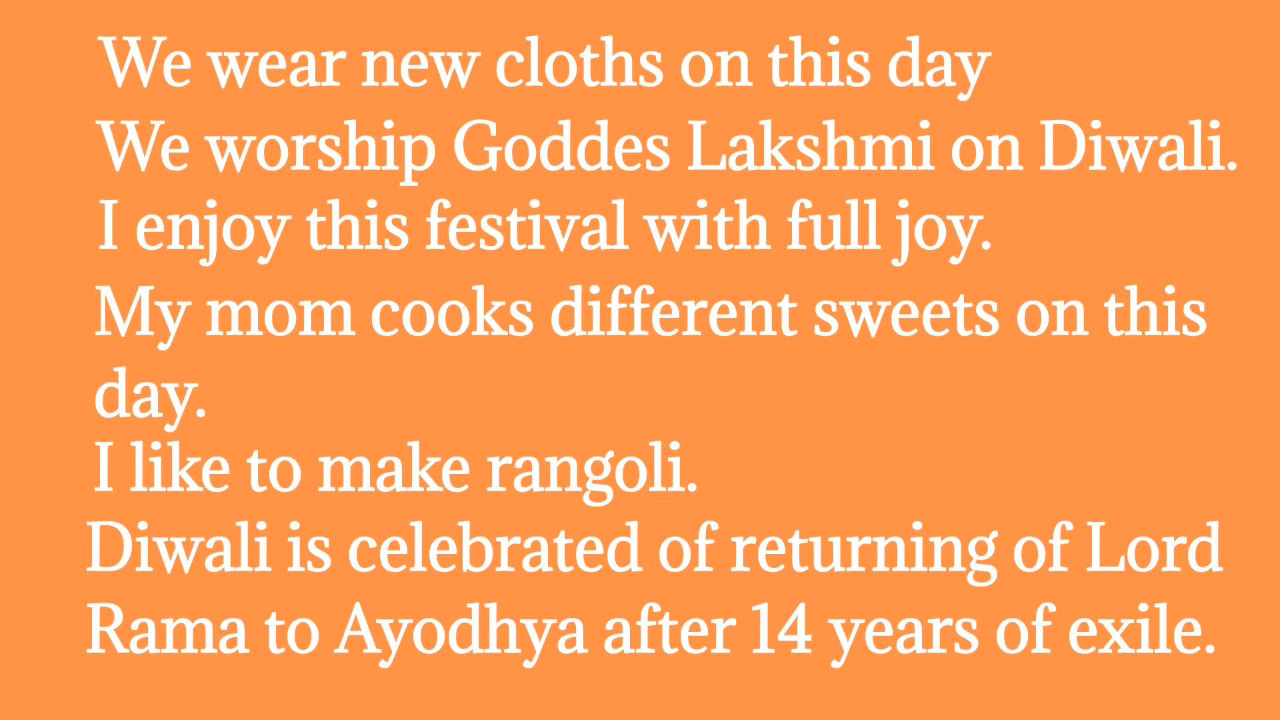 We wear new cloths on this day
We worship Goddes Lakshmi on Diwali.
I enjoy this festival with full joy.
My mom cooks different sweets on this
day.
I like to make rangoli.
Diwali is celebrated of returning of Lord
Rama to Ayodhya after 14 years of exile.